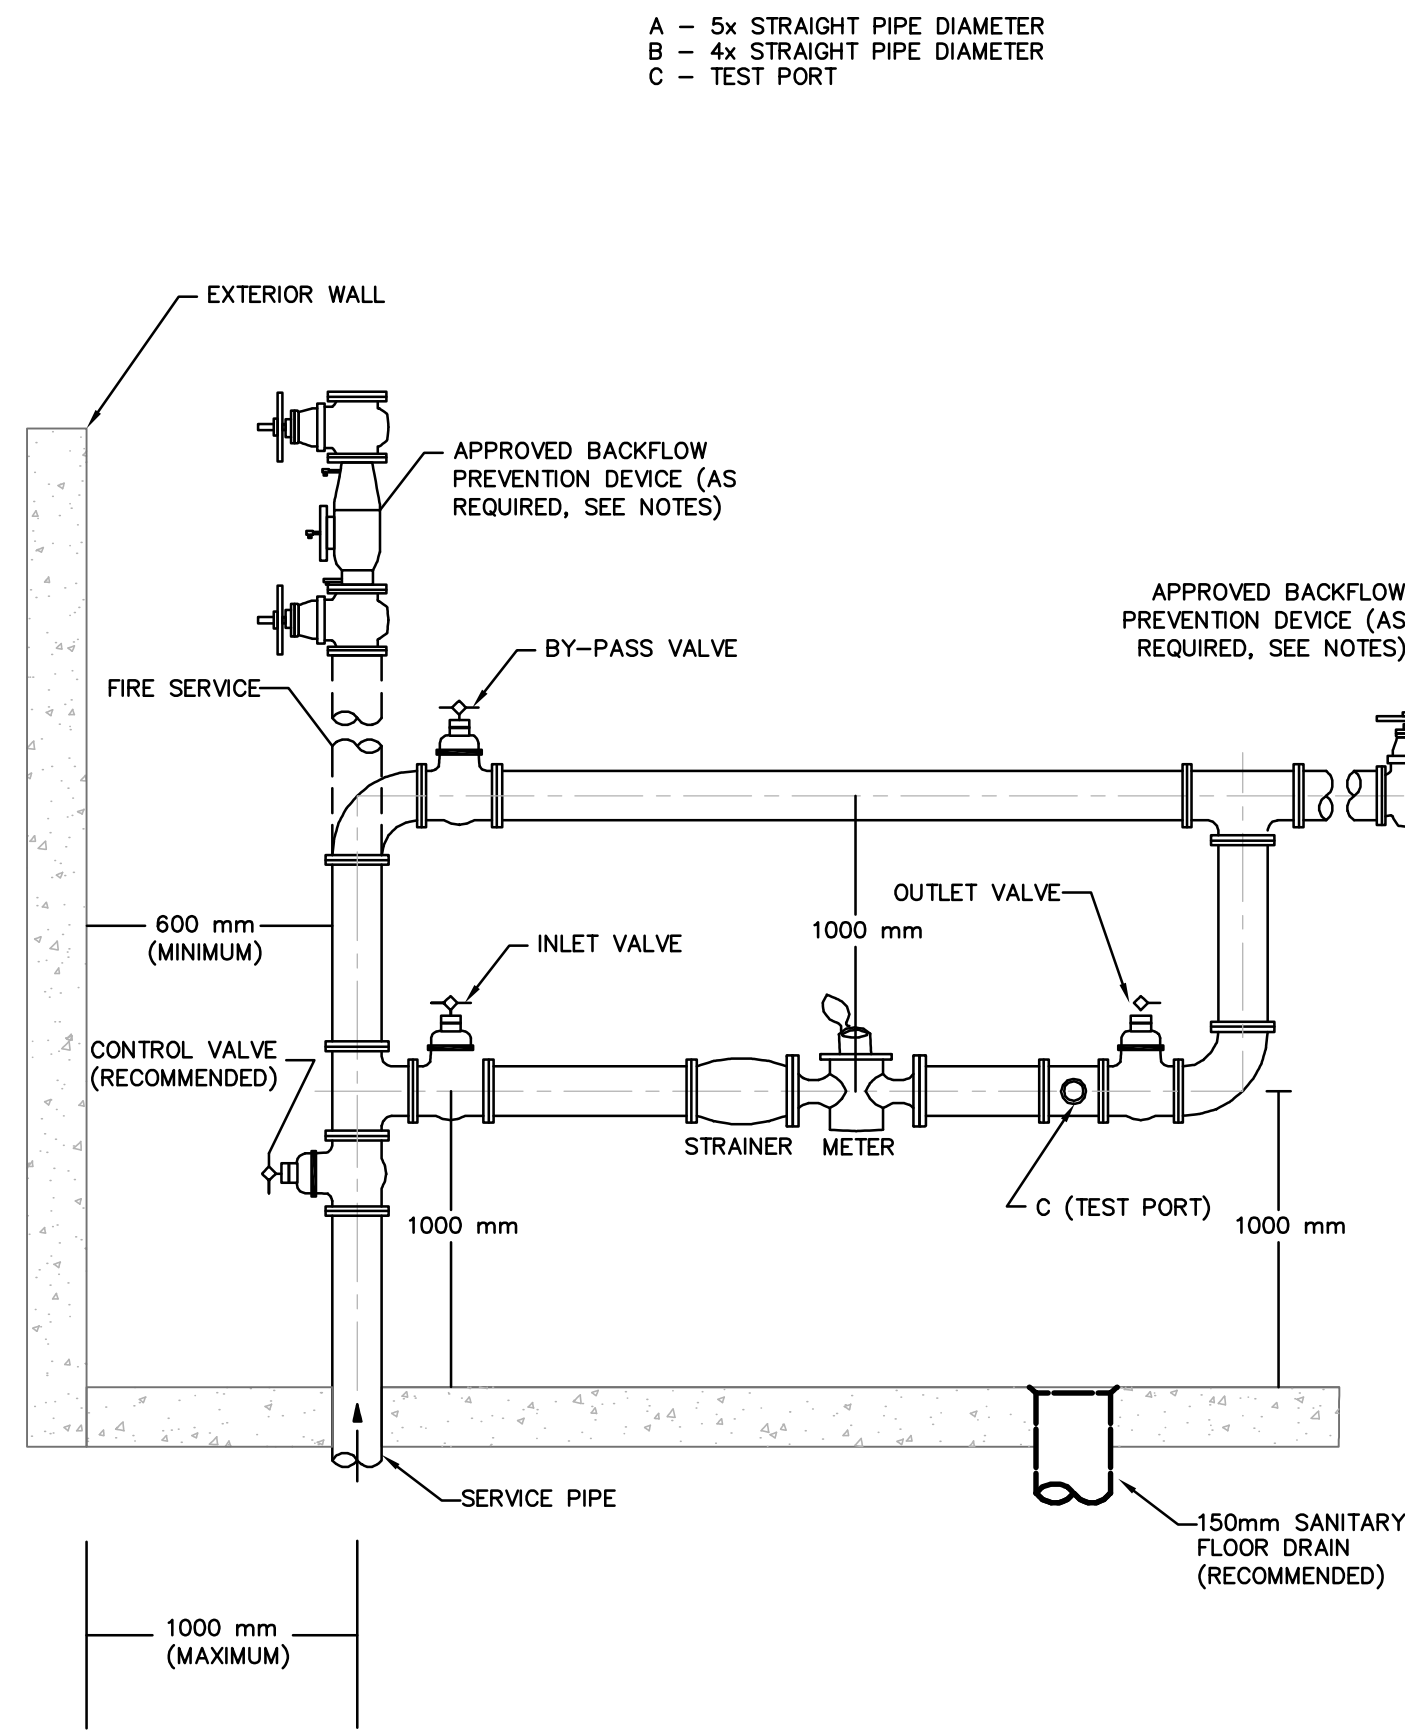 A – 5x STRAIGHT PIPE DIAMETER
B – 4x STRAIGHT PIPE DIAMETER
C – TEST PORT
EXTERIOR WALL
APPROVED BACKFLOW
PREVENTION DEVICE (AS
REQUIRED, SEE NOTES)
APPROVED BACKFLOW
PREVENTION DEVICE (AS
REQUIRED, SEE NOTES)
BY–PASS VALVE
FIRE SERVICE
OUTLET VALVE
600 mm
(MINIMUM)
1000 mm
INLET VALVE
CONTROL VALVE
(RECOMMENDED)
STRAINER
METER
C (TEST PORT)
1000 mm
1000 mm
SERVICE PIPE
150mm SANITARY
FLOOR DRAIN
(RECOMMENDED)
1000 mm
(MAXIMUM)